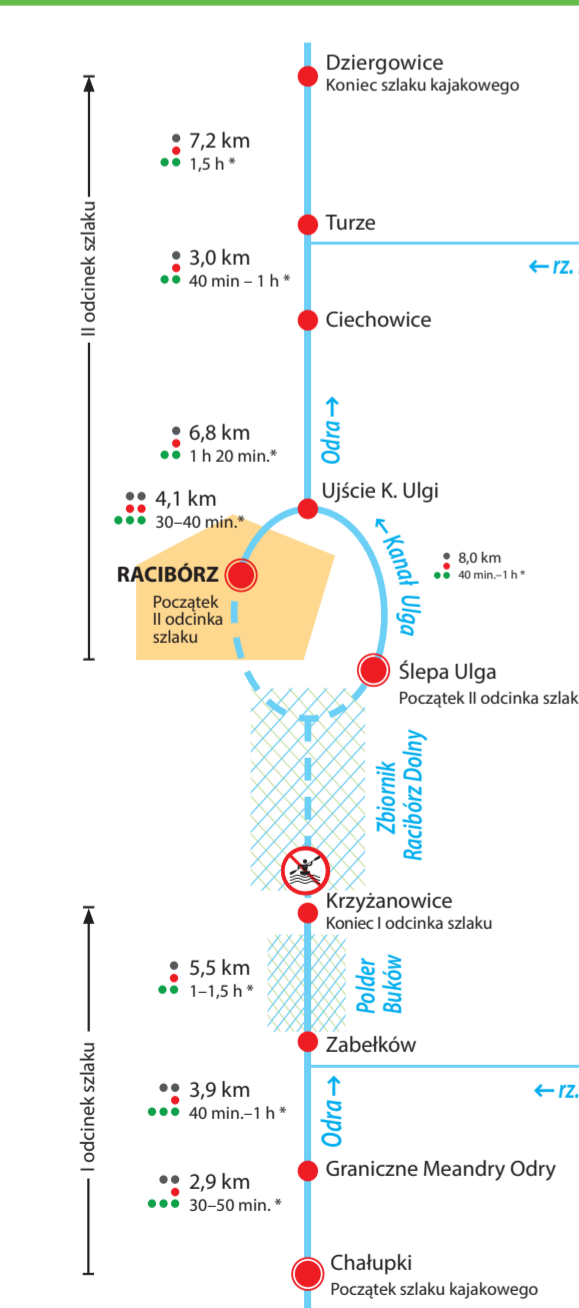 Dziergowice
Koniec szlaku kajakowego
7,2 km
1,5 h *
Turze
← rz.
3,0 km
40 min – 1 h *
Ciechowice
II odcinek szlaku
Odra →
6,8 km
1 h 20 min.*
Ujście K. Ulgi
4,1 km
30–40 min.*
← Kanał Ulga
8,0 km
40 min.–1 h *
RACIBÓRZ
Początek
II odcinka
szlaku
Ślepa Ulga
Początek II odcinka szlak
Zbiornik
Racibórz Dolny
Krzyżanowice
Koniec I odcinka szlaku
5,5 km
1–1,5 h *
Polder
Buków
Zabełków
← rz.
I odcinek szlaku
3,9 km
40 min.–1 h *
Odra →
Graniczne Meandry Odry
2,9 km
30–50 min. *
Chałupki
Początek szlaku kajakowego